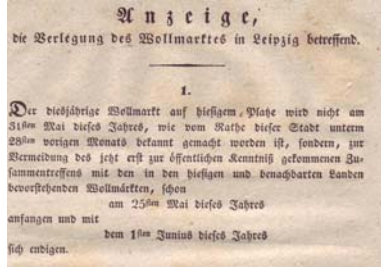 Anzeige,
die Verlegung des Wollmarktes in Leipzig betreffend.
1.
Der diesjährige Wollmarkt auf hiesigem Platze wird nicht am
31sten Mai dieses Jahres, wie vom Rathe dieser Stadt unterm
28sten vorigen Monats bekannt gemacht worden ist, sondern, zur
Vermeidung des jetzt erst zur öffentlichen Kenntniß gekommenen Zu-
sammentreffens mit den in den hiesigen und benachbarten Landen
bevorstehenden Wollmärkten, schon
am 25sten Mai dieses Jahres
anfangen und mit
dem 1sten Junius dieses Jahres
sich endigen.